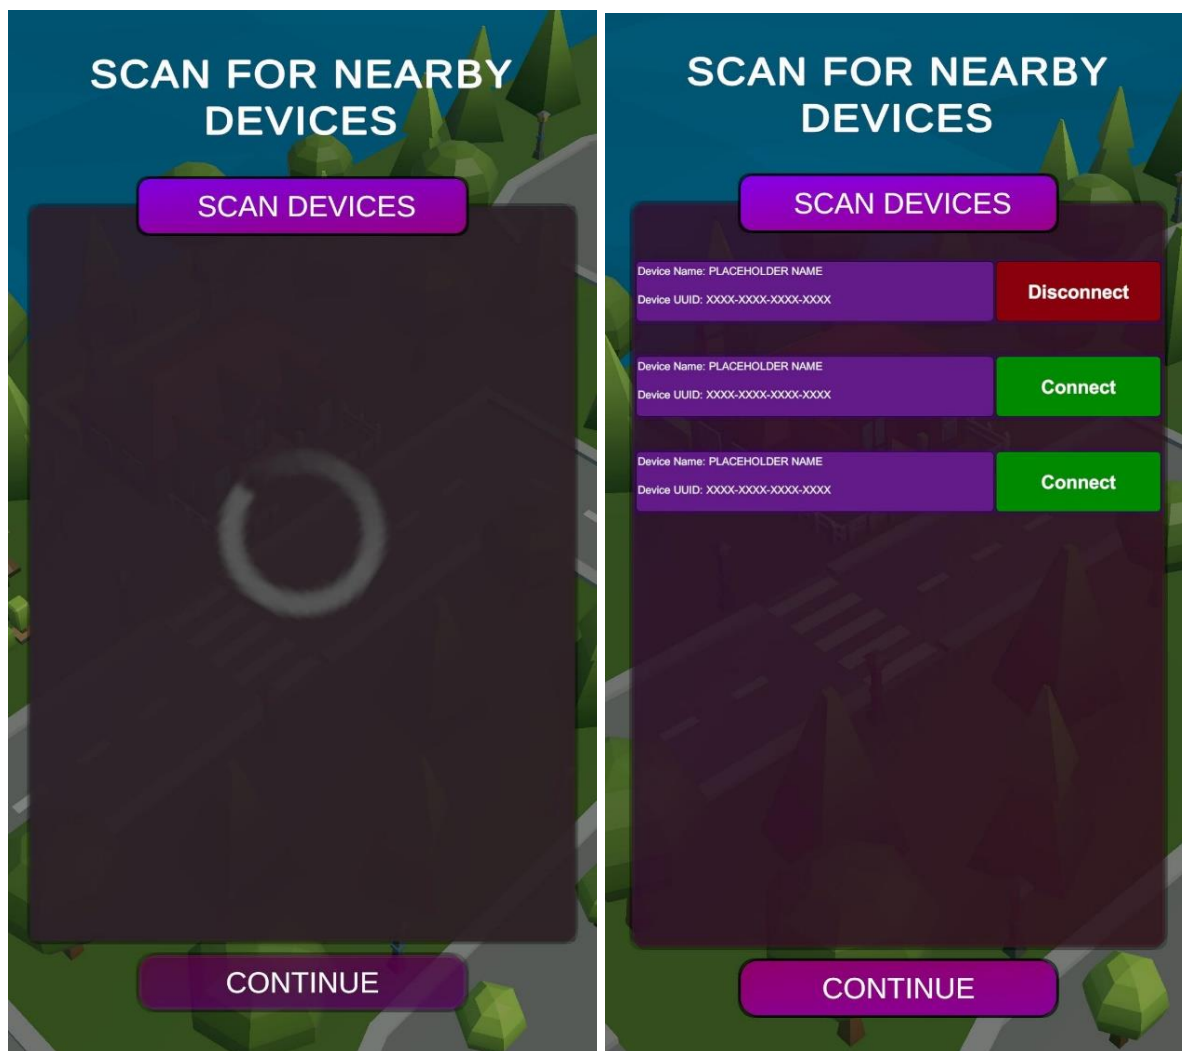 SCAN FOR NEARBY
DEVICES
SCAN DEVICES
CONTINUE
SCAN FOR NEARBY
DEVICES
SCAN DEVICES
Device Name: PLACEHOLDER NAME
Device UUID: XXXX-XXXX-XXXX-XXXX
Disconnect
Device Name: PLACEHOLDER NAME
Device UUID: XXXX-XXXX-XXXX-XXXX
Connect
Device Name: PLACEHOLDER NAME
Device UUID: XXXX-XXXX-XXXX-XXXX
Connect
CONTINUE